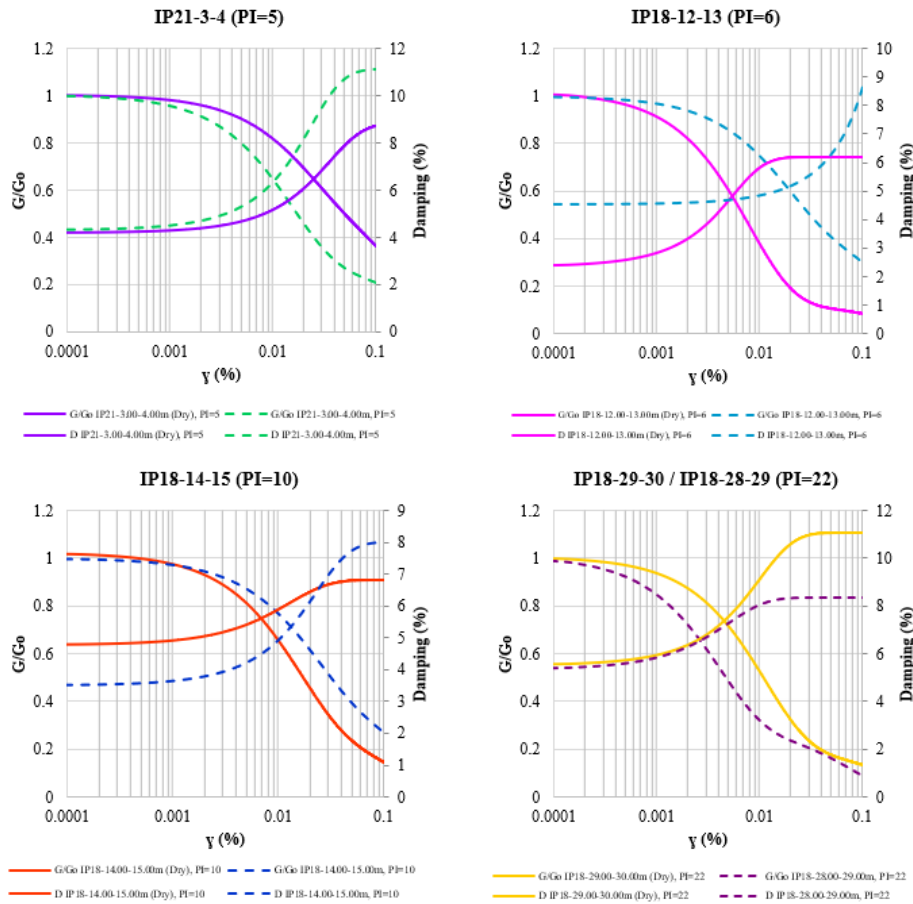 IP21-3-4 (PI=5)
1.2
1
0.8
0.6
0.4
0.2
0
G/Go
12
10
8
6
4
2
0
Damping (%)
0.0001
0.001
0.01
0.1
γ (%)
G/Go IP21-3.00-4.00m (Dry), PI=5
G/Go IP21-3.00-4.00m, PI=5
D IP21-3.00-4.00m (Dry), PI=5
D IP21-3.00-4.00m, PI=5
IP18-12-13 (PI=6)
1.2
1
0.8
0.6
0.4
0.2
0
G/Go
10
9
8
7
6
5
4
3
2
1
0
Damping (%)
0.0001
0.001
0.01
0.1
γ (%)
G/Go IP18-12.00-13.00m (Dry), PI=6
G/Go IP18-12.00-13.00m, PI=6
D IP18-12.00-13.00m (Dry), PI=6
D IP18-12.00-13.00m, PI=6
IP18-14-15 (PI=10)
1.2
1
0.8
0.6
0.4
0.2
0
G/Go
9
8
7
6
5
4
3
2
1
0
Damping (%)
0.0001
0.001
0.01
0.1
γ (%)
G/Go IP18-14.00-15.00m (Dry), PI=10
G/Go IP18-14.00-15.00m, PI=10
D IP18-14.00-15.00m (Dry), PI=10
D IP18-14.00-15.00m, PI=10
IP18-29-30 / IP18-28-29 (PI=22)
1.2
1
0.8
0.6
0.4
0.2
0
G/Go
12
10
8
6
4
2
0
Damping (%)
0.0001
0.001
0.01
0.1
γ (%)
G/Go IP18-29.00-30.00m (Dry), PI=22
G/Go IP18-28.00-29.00m, PI=22
D IP18-29.00-30.00m (Dry), PI=22
D IP18-28.00-29.00m, PI=22